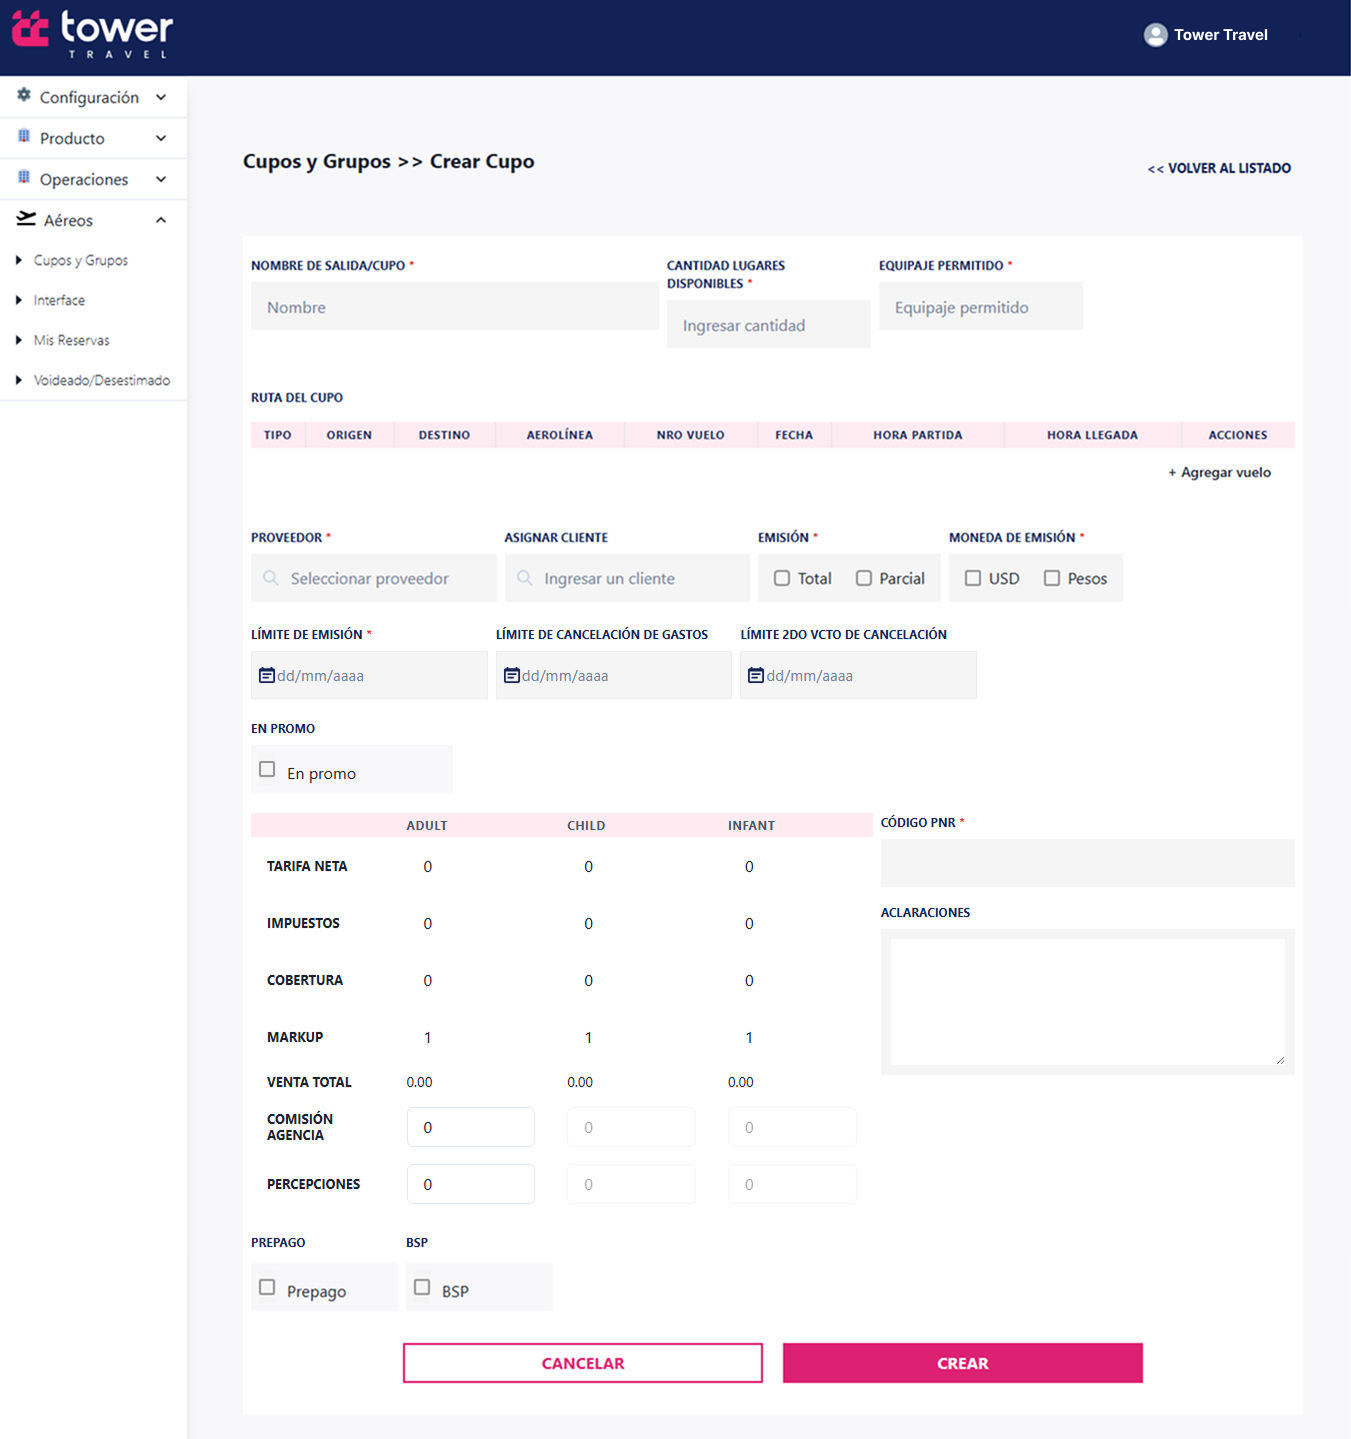 tower
TRAVEL
Tower Travel
Configuración
Producto
Operaciones
Aéreos
Cupos y Grupos
Interface
Mis Reservas
Voideado/Desestimado
Cupos y Grupos >> Crear Cupo
<< VOLVER AL LISTADO
NOMBRE DE SALIDA/CUPO *
Nombre
CANTIDAD LUGARES
DISPONIBLES *
Ingresar cantidad
EQUIPAJE PERMITIDO *
Equipaje permitido
RUTA DEL CUPO
TIPO ORIGEN DESTINO AEROLÍNEA NRO VUELO FECHA HORA PARTIDA HORA LLEGADA ACCIONES
+ Agregar vuelo
PROVEEDOR * ASIGNAR CLIENTE EMISIÓN * MONEDA DE EMISIÓN *
Seleccionar proveedor Ingresar un cliente Total Parcial USD Pesos
LÍMITE DE EMISIÓN * LÍMITE DE CANCELACIÓN DE GASTOS LÍMITE 2DO VCTO DE CANCELACIÓN
dd/mm/aaaa dd/mm/aaaa dd/mm/aaaa
EN PROMO
En promo
ADULT CHILD INFANT
TARIFA NETA 0 0 0
IMPUESTOS 0 0 0
COBERTURA 0 0 0
MARKUP 1 1 1
VENTA TOTAL 0.00 0.00 0.00
COMISIÓN
AGENCIA 0 0 0
PERCEPCIONES 0 0 0
CÓDIGO PNR *
ACLARACIONES
PREPAGO BSP
Prepago BSP
CANCELAR CREAR